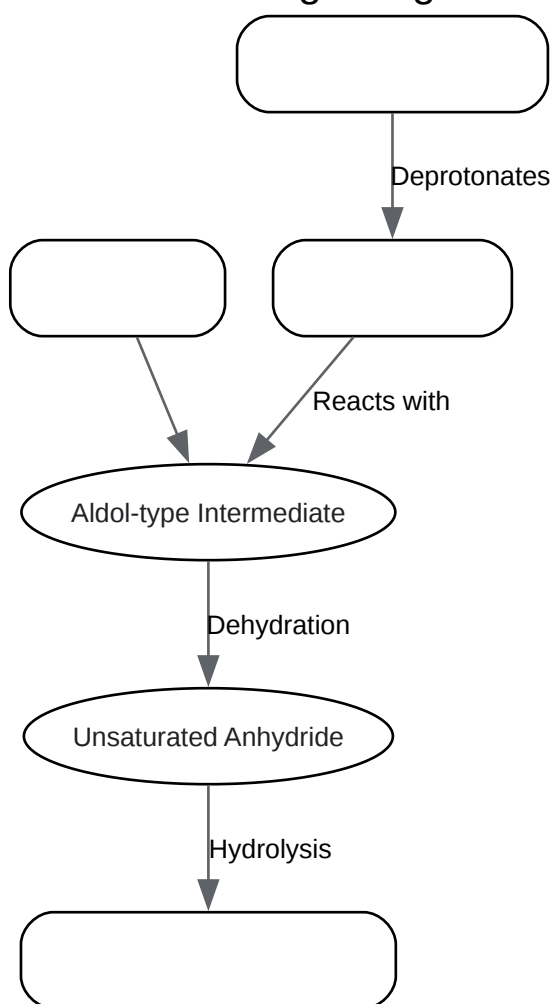 Deprotonates
Reacts with
Aldol-type Intermediate
Dehydration
Unsaturated Anhydride
Hydrolysis